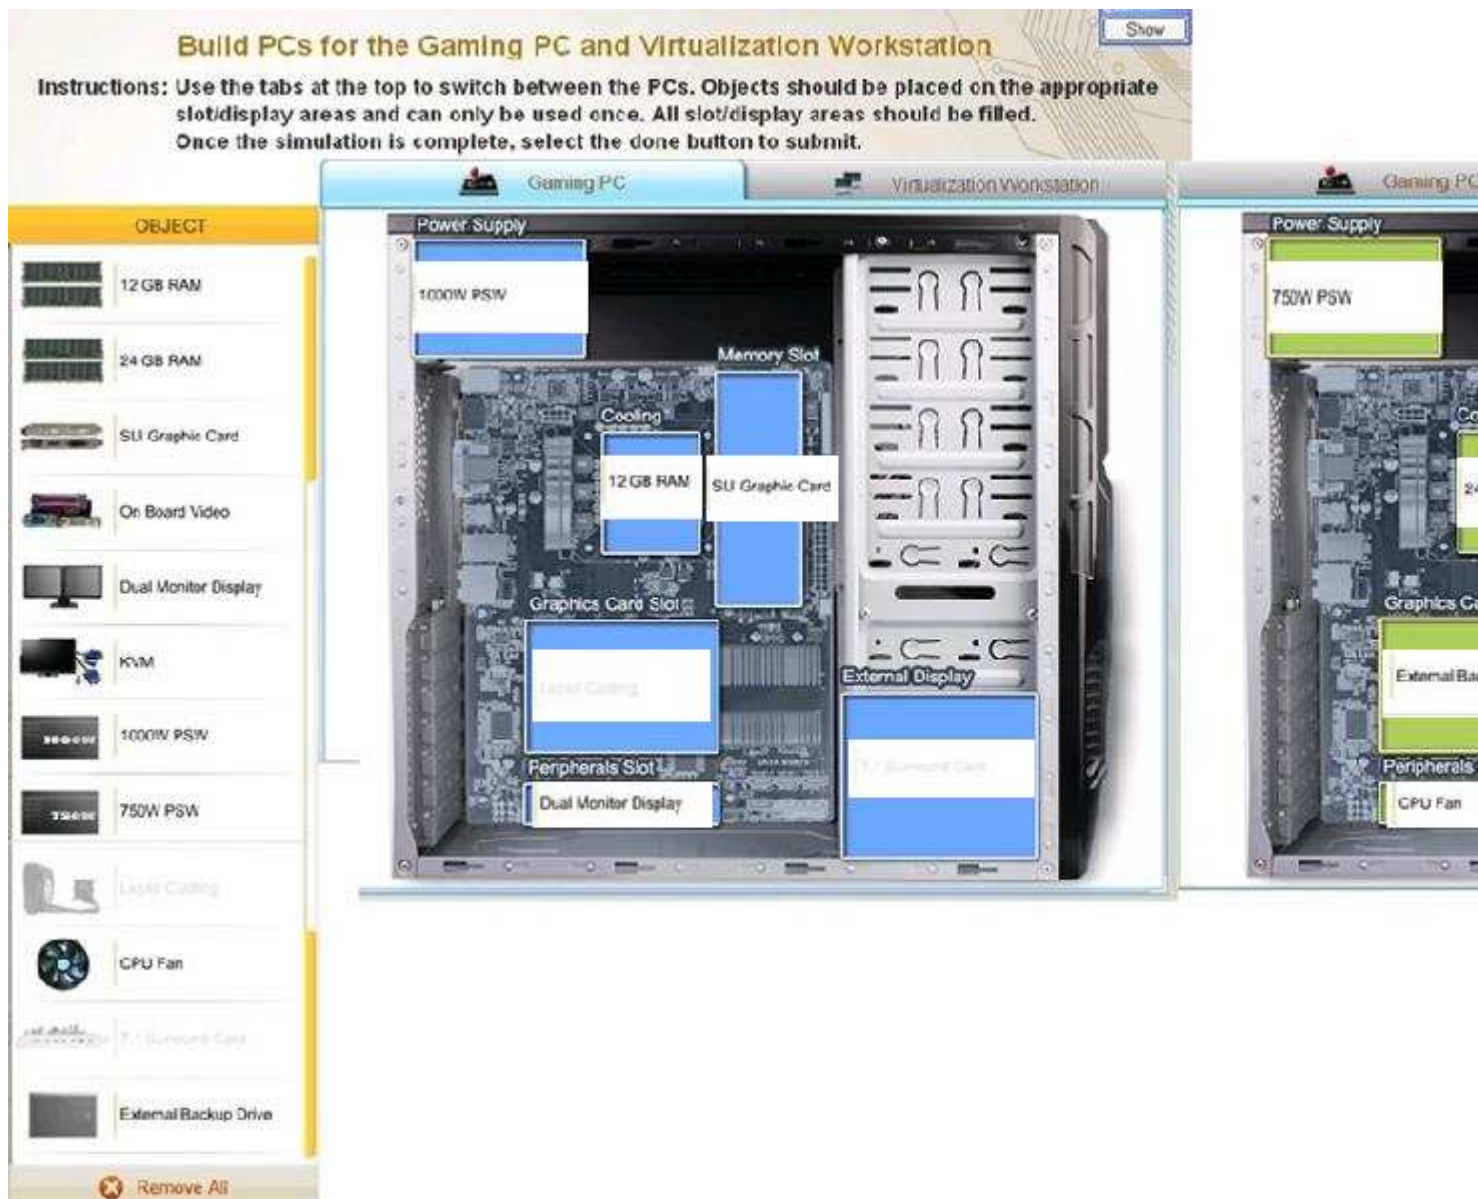 Show
Build PCs for the Gaming PC and Virtualization Workstation
Instructions: Use the tabs at the top to switch between the PCs. Objects should be placed on the appropriate
slot/display areas and can only be used once. All slot/display areas should be filled.
Once the simulation is complete, select the done button to submit.
Gaming PC
Virtualization Workstation
Gaming PC
OBJECT
12 GB RAM
24 GB RAM
SLI Graphic Card
On Board Video
Dual Monitor Display
KVM
1000W
1000W PSW
750W
750W PSW
CPU Fan
7.1 Surround Card
External Backup Drive
Remove All
Power Supply
1000W PSW
Memory Slot
Cooling
12 GB RAM
SLI Graphic Card
Graphics Card Slot
External Display
7.1 Surround Card
Peripherals Slot
Dual Monitor Display
Power Supply
750W PSW
Co
24
Graphics Ca
External Bac
Peripherals
CPU Fan